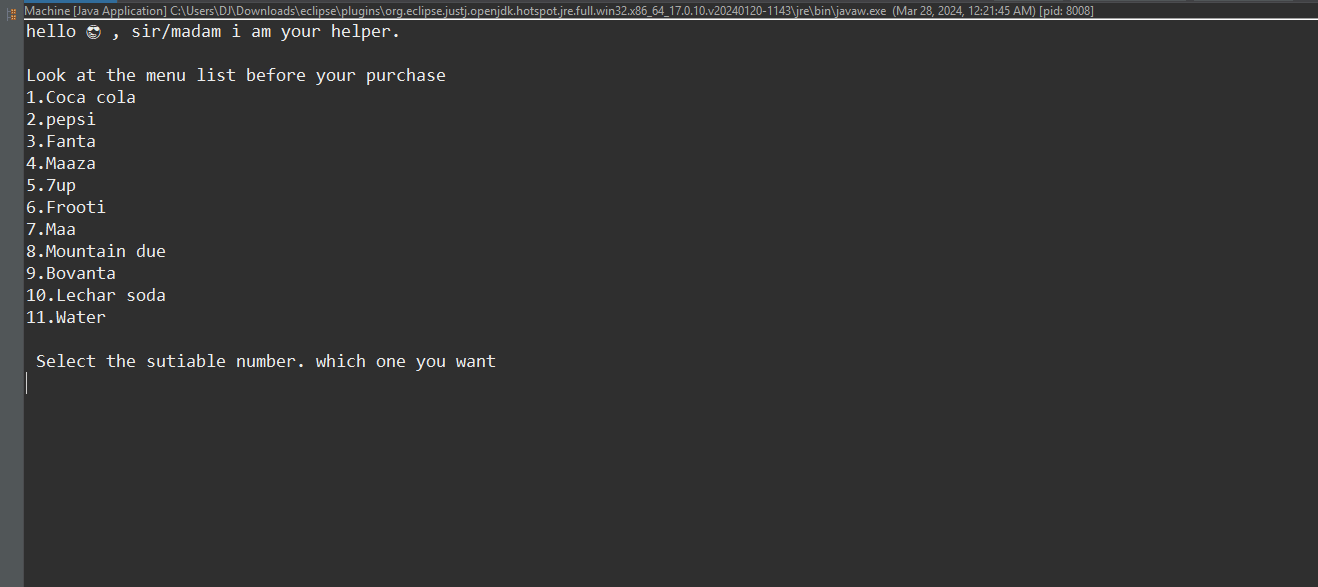 Machine [Java Application] C:\Users\DJ\Downloads\eclipse\plugins\org.eclipse.justj.openjdk.hotspot.jre.full.win32.x86_64_17.0.10.v20240120-1143\jre\bin\javaw.exe (Mar 28, 2024, 12:21:45 AM) [pid: 8008]
hello 😎 , sir/madam i am your helper.
Look at the menu list before your purchase
1.Coca cola
2.pepsi
3.Fanta
4.Maaza
5.7up
6.Frooti
7.Maa
8.Mountain due
9.Bovanta
10.Lechar soda
11.Water
Select the sutiable number. which one you want